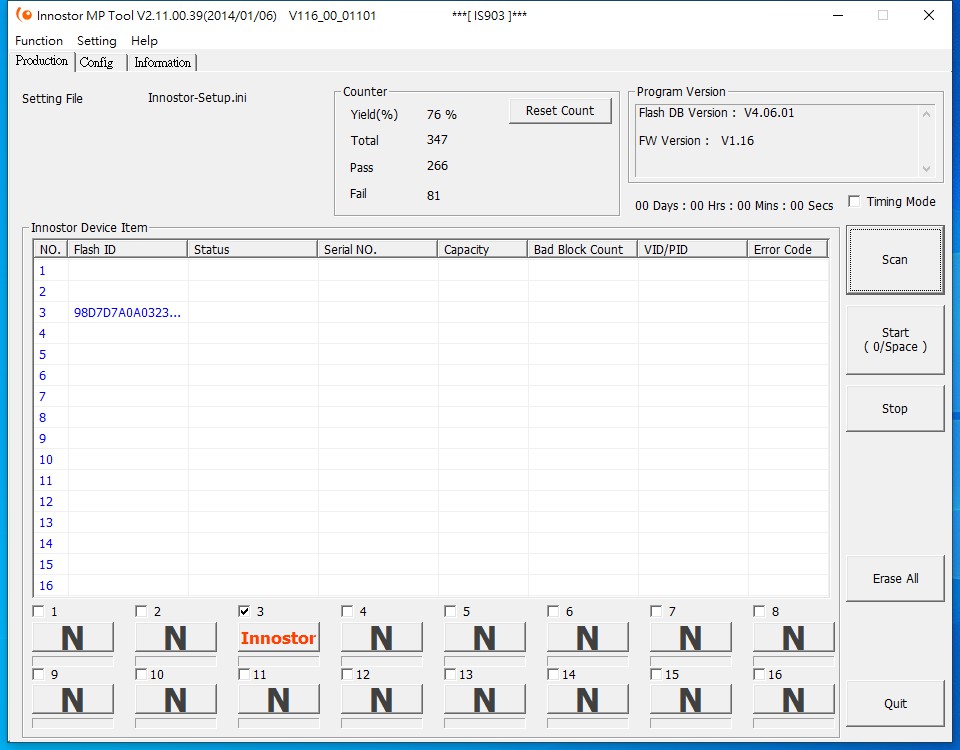 Innostor MP Tool V2.11.00.39(2014/01/06) V116_00_01101 ***[ IS903 ]***
Function Setting Help
Production Config Information
Setting File Innostor-Setup.ini
Counter
Yield(%) 76 %
Reset Count
Total 347
Pass 266
Fail 81
Program Version
Flash DB Version : V4.06.01
FW Version : V1.16
00 Days : 00 Hrs : 00 Mins : 00 Secs
Timing Mode
Innostor Device Item
NO. Flash ID Status Serial NO. Capacity Bad Block Count VID/PID Error Code
1
2
3 98D7D7A0A0323...
4
5
6
7
8
9
10
11
12
13
14
15
16
Scan
Start
( 0/Space )
Stop
Erase All
Quit
1 2 3 4 5 6 7 8
N N Innostor N N N N N
9 10 11 12 13 14 15 16
N N N N N N N N